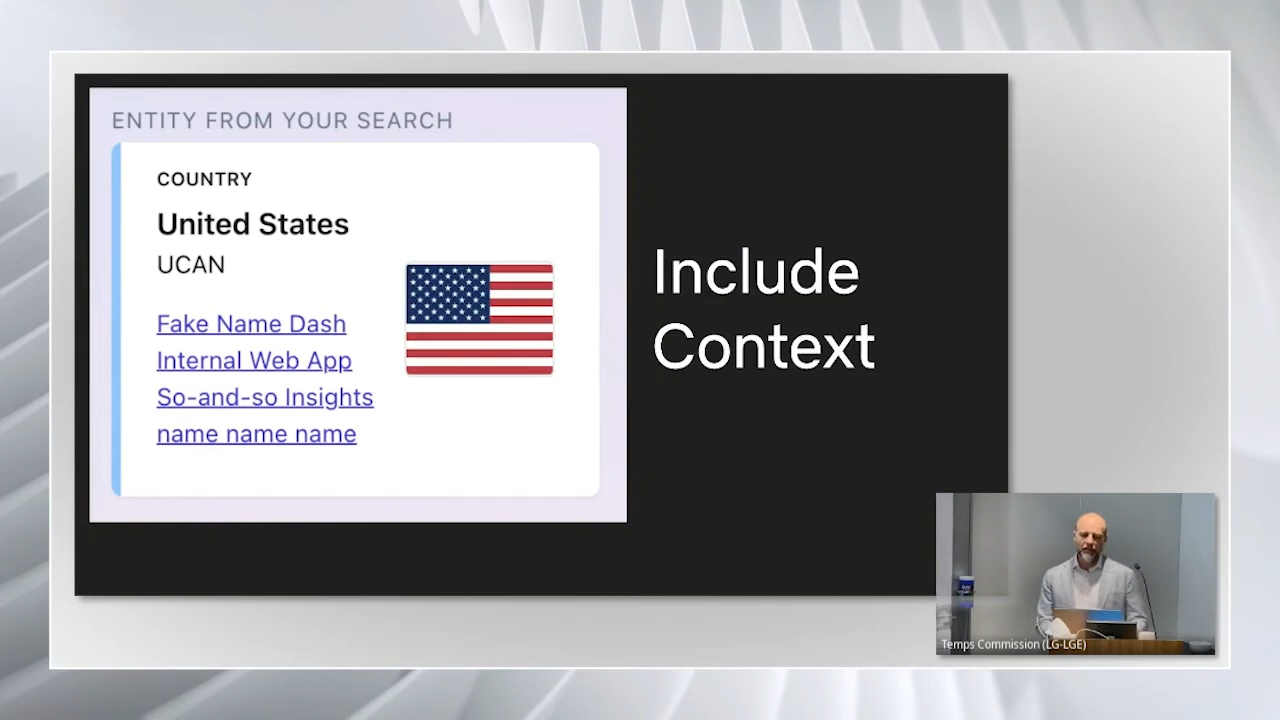 ENTITY FROM YOUR SEARCH
COUNTRY
United States
UCAN
Fake Name Dash
Internal Web App
So-and-so Insights
name name name
Include
Context
Temps Commission (LG-LGE)